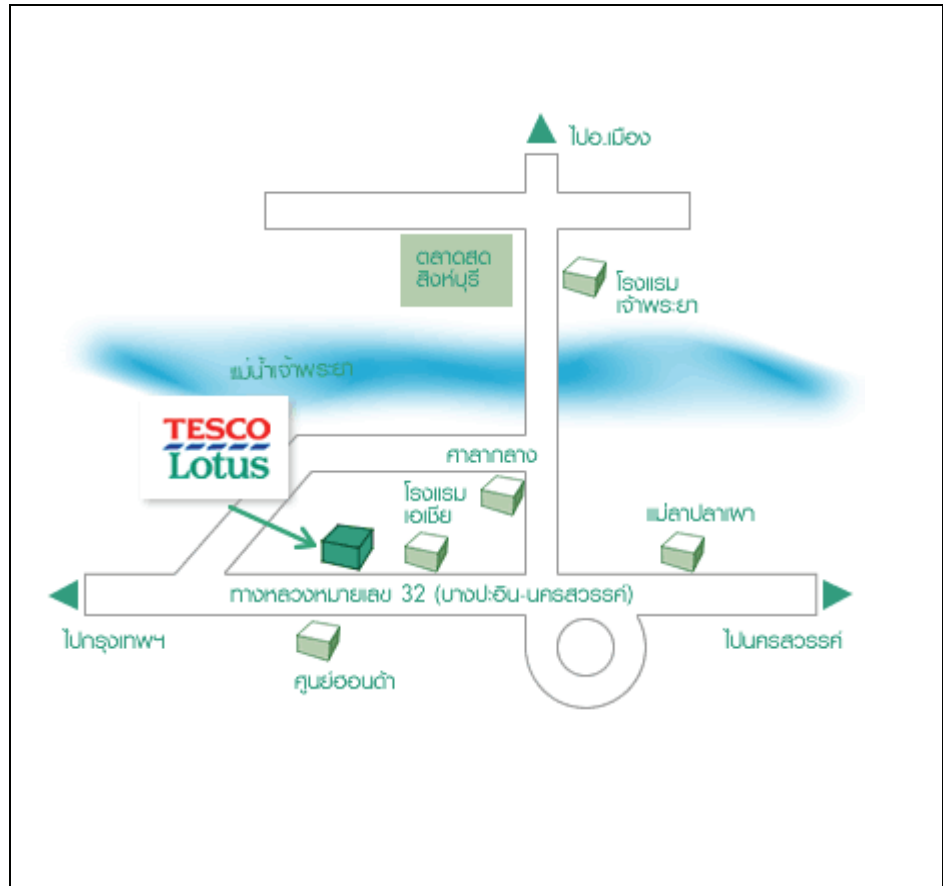 ไปอ.เมือง
ตลาดสด
สิงห์บุรี
โรงแรม
เจ้าพระยา
แม่น้ำเจ้าพระยา
TESCO
Lotus
ศาลากลาง
โรงแรม
เอเชีย
แม่ลาปลาเผา
ทางหลวงหมายเลข 32 (บางปะอิน-นครสวรรค์)
ไปกรุงเทพฯ
ไปนครสวรรค์
ศูนย์ฮอนด้า